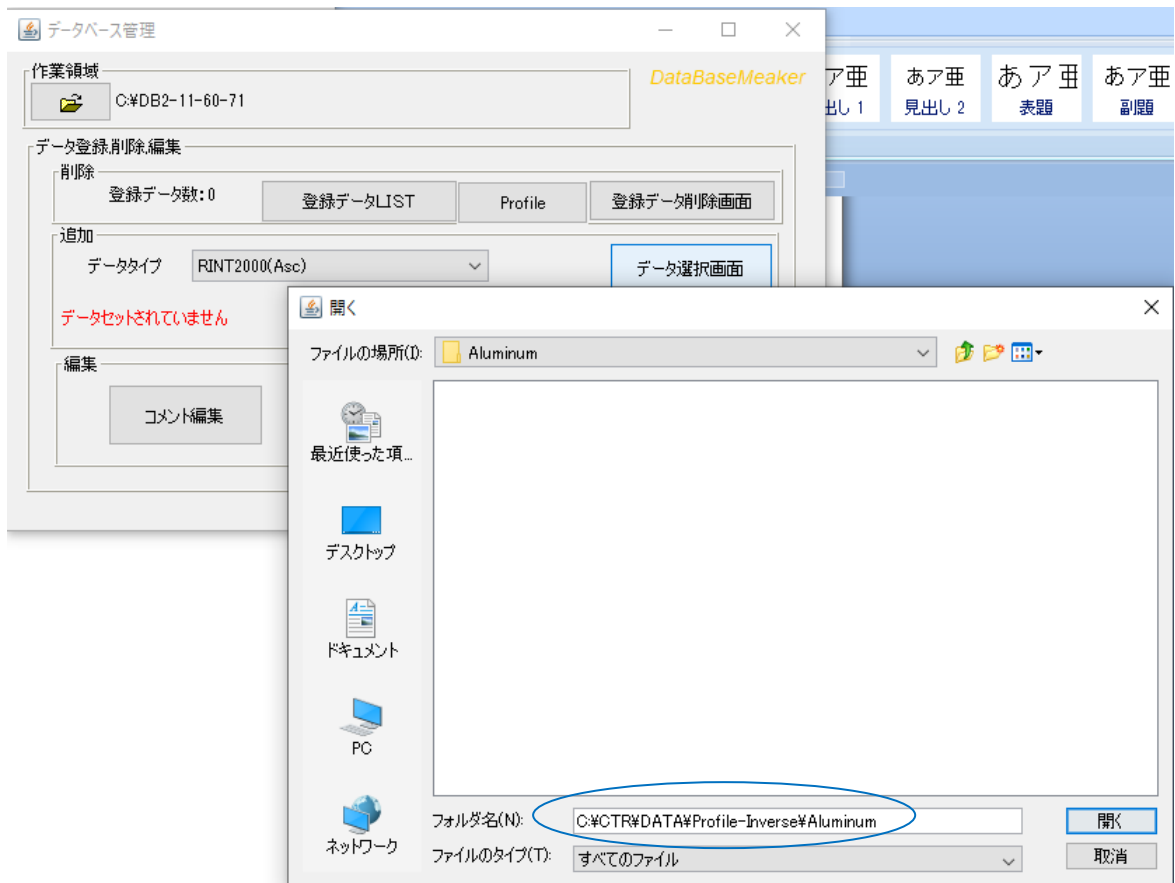 データベース管理
作業領域
DataBaseMeaker
C:¥DB2-11-60-71
ア亜
あア亜
あア亜
あア亜
出し 1
見出し 2
表題
副題
データ登録,削除,編集
削除
登録データ数:0
登録データLIST
Profile
登録データ削除画面
追加
データタイプ
RINT2000(Asc)
データ選択画面
データセットされていません
編集
コメント編集
開く
ファイルの場所(I):
Aluminum
最近使った項...
デスクトップ
ドキュメント
PC
ネットワーク
フォルダ名(N):
C:¥CTR¥DATA¥Profile-Inverse¥Aluminum
開く
ファイルのタイプ(T):
すべてのファイル
取消